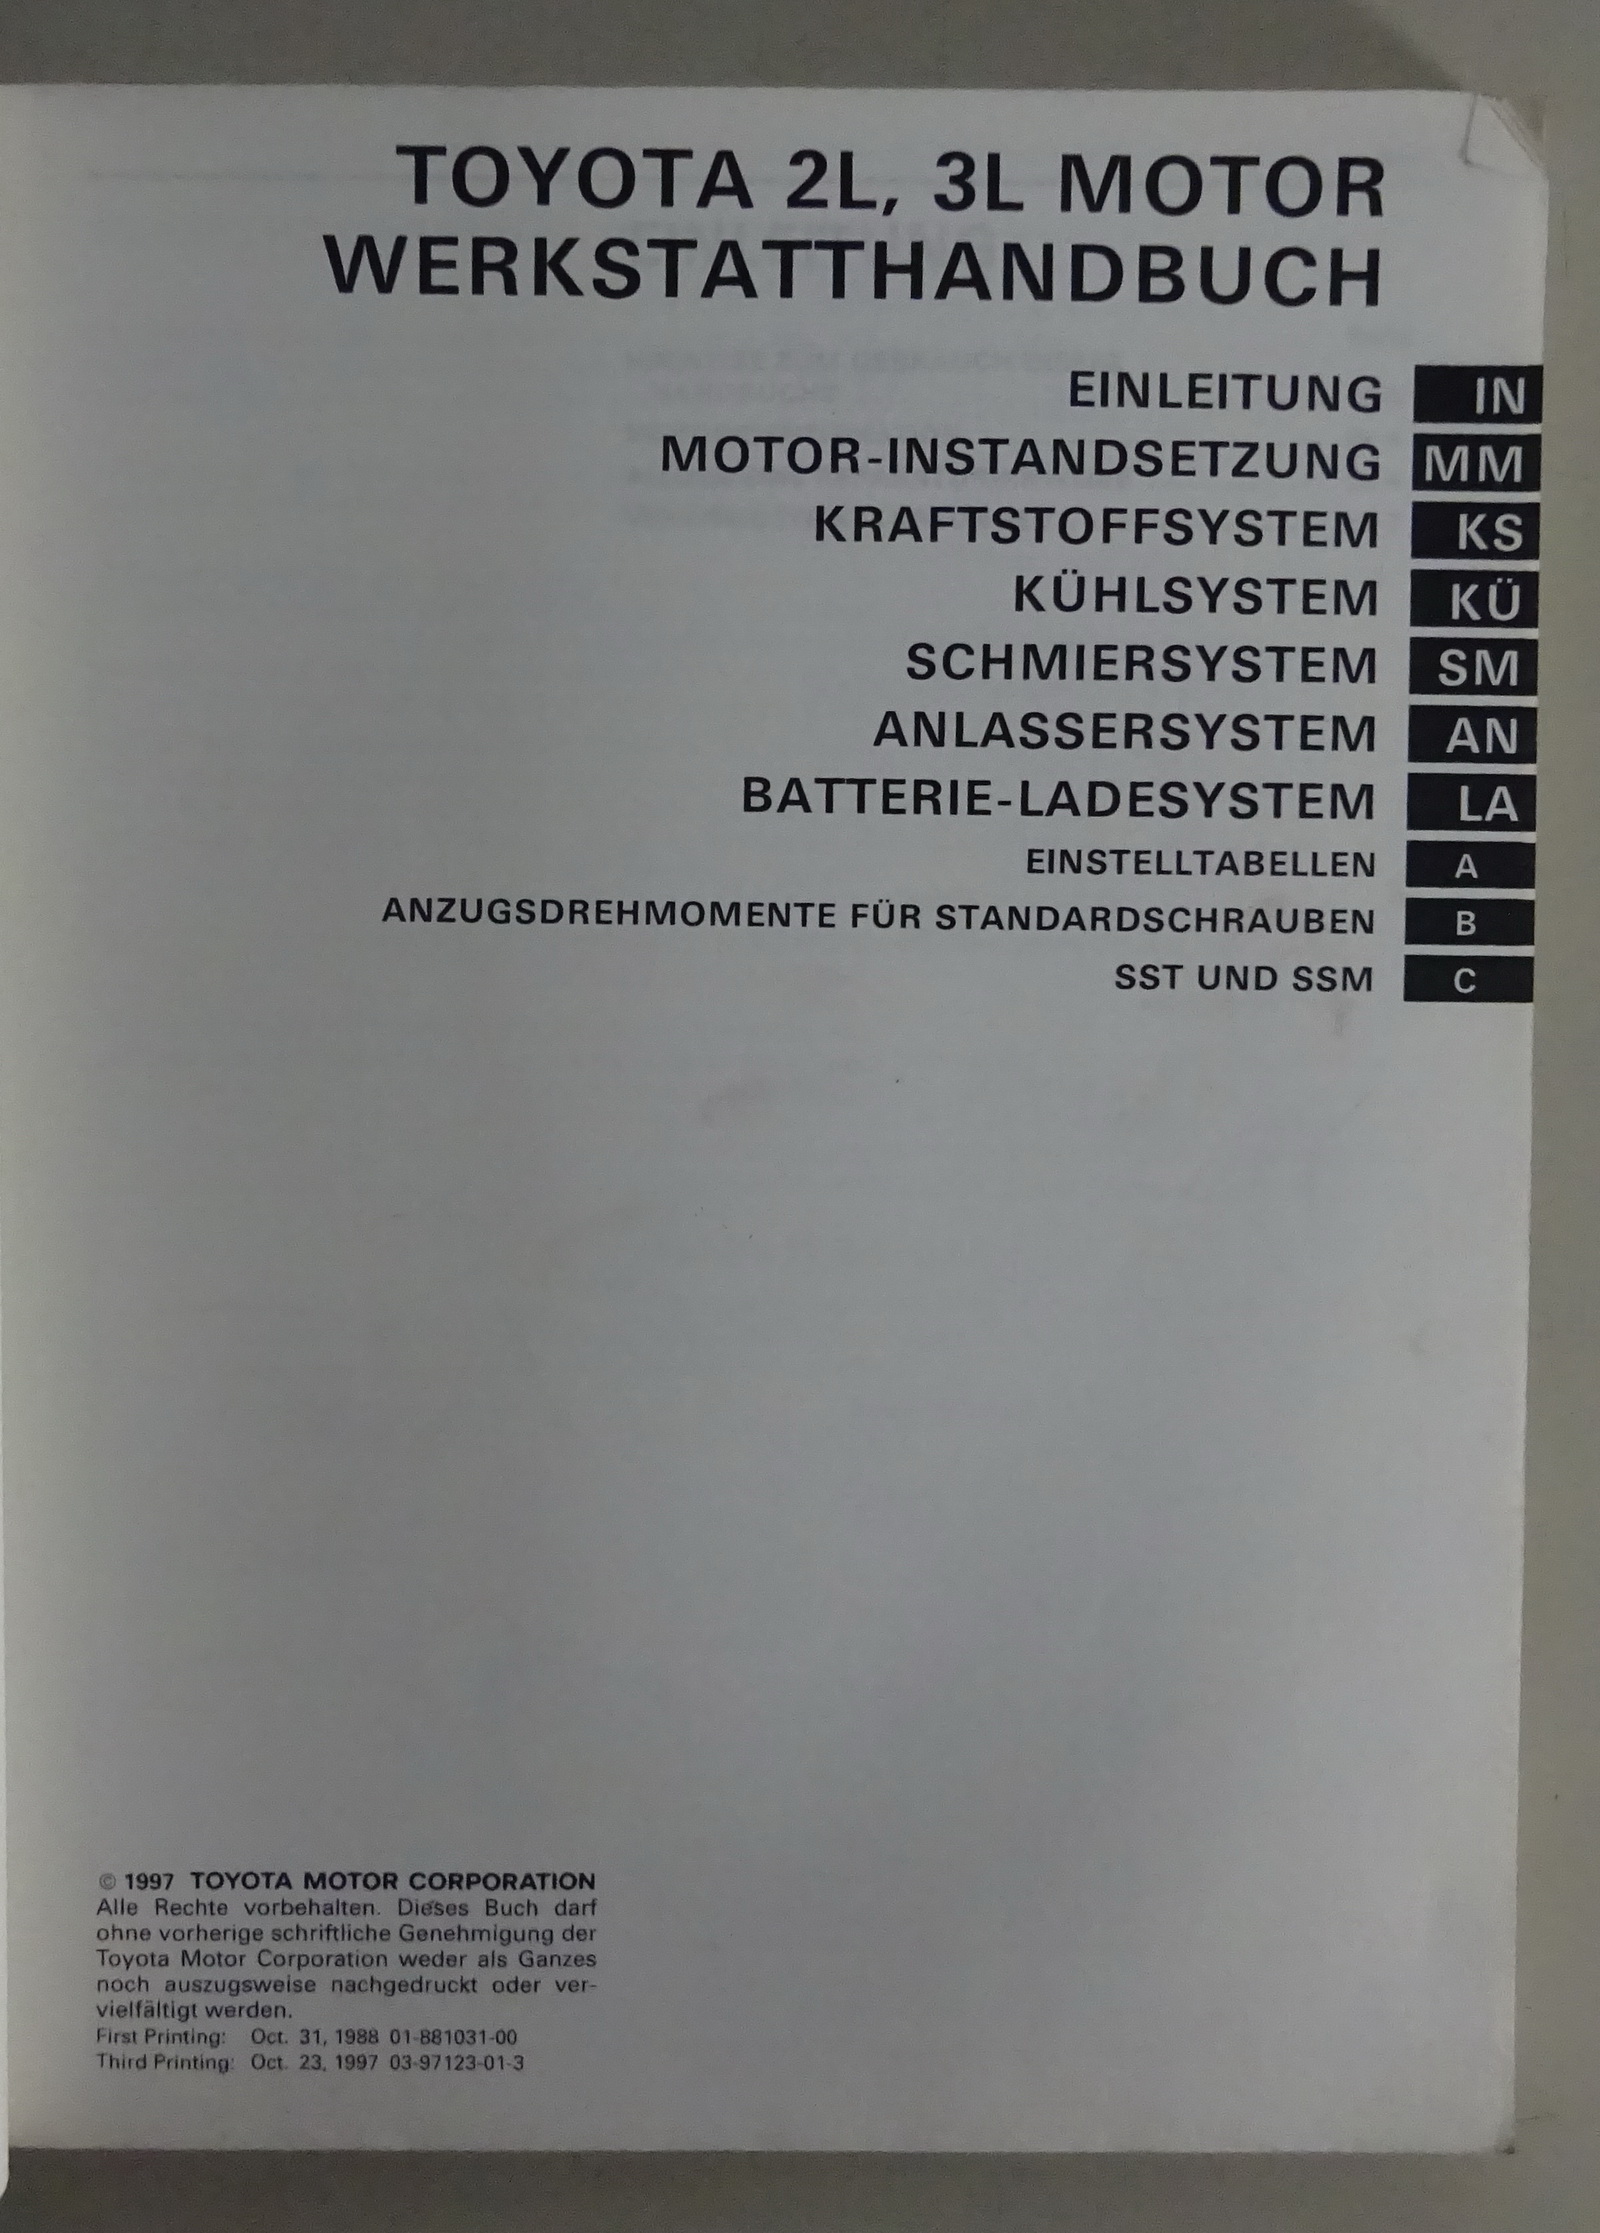 TOYOTA 2L, 3L MOTOR
WERKSTATTHANDBUCH
EINLEITUNG IN
MOTOR-INSTANDSETZUNG MM
KRAFTSTOFFSYSTEM KS
KÜHLSYSTEM KÜ
SCHMIERSYSTEM SM
ANLASSERSYSTEM AN
BATTERIE-LADESYSTEM LA
EINSTELLTABELLEN A
ANZUGSDREHMOMENTE FÜR STANDARDSCHRAUBEN B
SST UND SSM C
© 1997 TOYOTA MOTOR CORPORATION
Alle Rechte vorbehalten. Dieses Buch darf
ohne vorherige schriftliche Genehmigung der
Toyota Motor Corporation weder als Ganzes
noch auszugsweise nachgedruckt oder ver-
vielfältigt werden.
First Printing: Oct. 31, 1988 01-881031-00
Third Printing: Oct. 23, 1997 03-97123-01-3